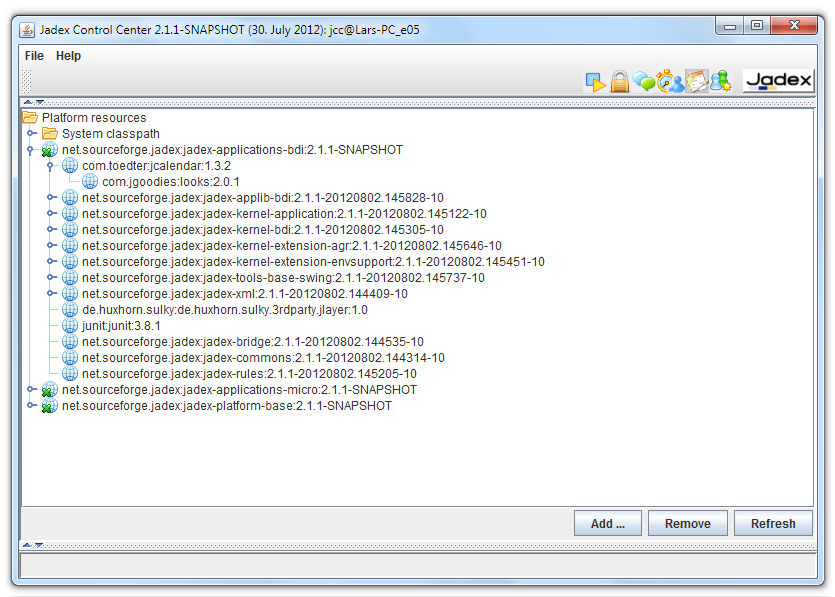 Jadex Control Center 2.1.1-SNAPSHOT (30. July 2012): jcc@Lars-PC_e05
File Help
Jadex
Platform resources
System classpath
net.sourceforge.jadex:jadex-applications-bdi:2.1.1-SNAPSHOT
com.toedter:jcalendar:1.3.2
com.jgoodies:looks:2.0.1
net.sourceforge.jadex:jadex-applib-bdi:2.1.1-20120802.145828-10
net.sourceforge.jadex:jadex-kernel-application:2.1.1-20120802.145122-10
net.sourceforge.jadex:jadex-kernel-bdi:2.1.1-20120802.145305-10
net.sourceforge.jadex:jadex-kernel-extension-agr:2.1.1-20120802.145646-10
net.sourceforge.jadex:jadex-kernel-extension-envsupport:2.1.1-20120802.145451-10
net.sourceforge.jadex:jadex-tools-base-swing:2.1.1-20120802.145737-10
net.sourceforge.jadex:jadex-xml:2.1.1-20120802.144409-10
de.huxhorn.sulky:de.huxhorn.sulky.3rdparty.jlayer:1.0
junit:junit:3.8.1
net.sourceforge.jadex:jadex-bridge:2.1.1-20120802.144535-10
net.sourceforge.jadex:jadex-commons:2.1.1-20120802.144314-10
net.sourceforge.jadex:jadex-rules:2.1.1-20120802.145205-10
net.sourceforge.jadex:jadex-applications-micro:2.1.1-SNAPSHOT
net.sourceforge.jadex:jadex-platform-base:2.1.1-SNAPSHOT
Add ... Remove Refresh